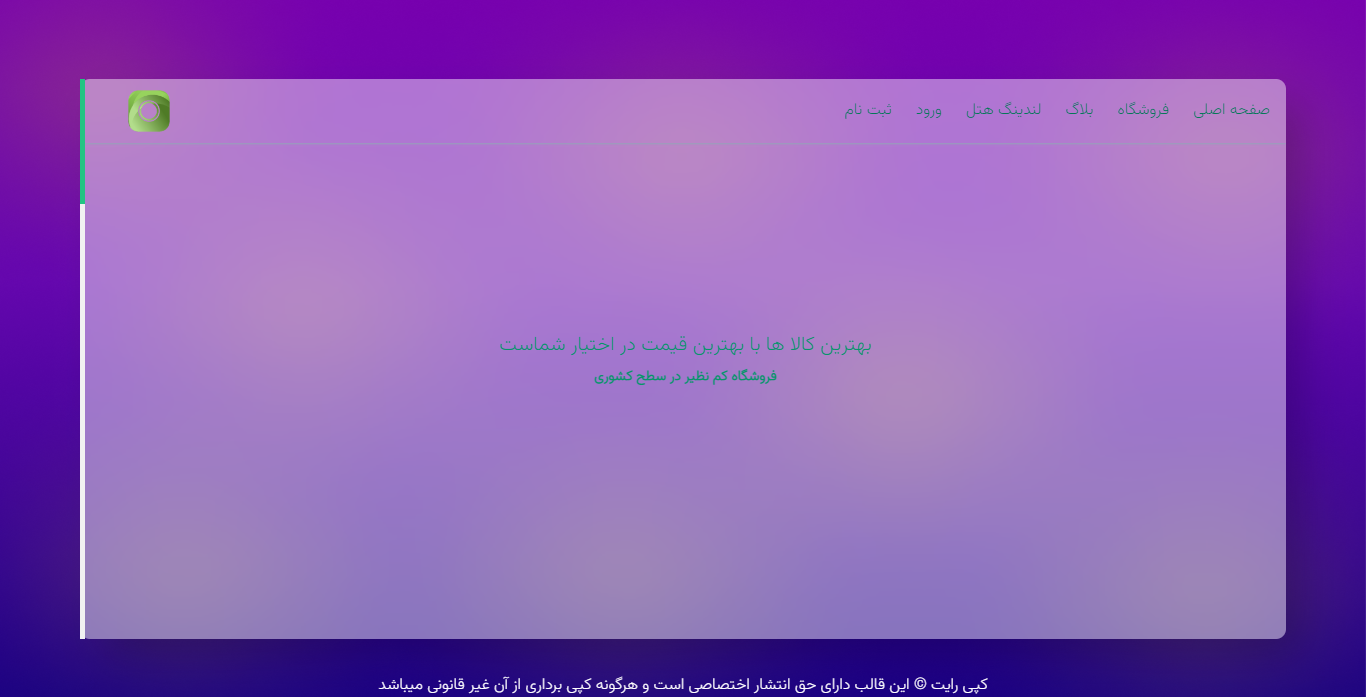 صفحه اصلی فروشگاه بلاگ لندینگ هتل ورود ثبت نام
بهترین کالا ها با بهترین قیمت در اختیار شماست
فروشگاه کم نظیر در سطح کشوری
کپی رایت © این قالب دارای حق انتشار اختصاصی است و هرگونه کپی برداری از آن غیر قانونی میباشد